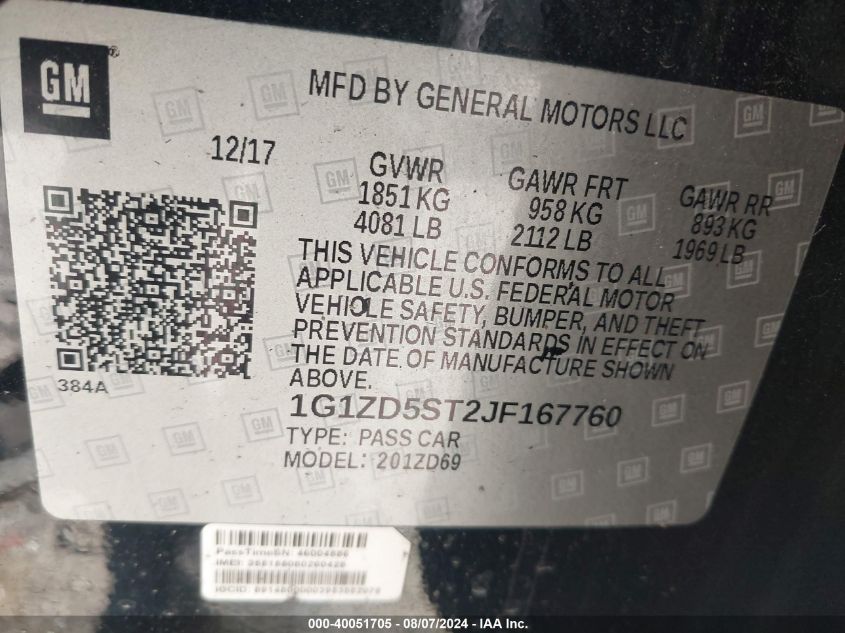 GM ®
MFD BY GENERAL MOTORS LLC
12/17
GVWR GAWR FRT GAWR RR
1851 KG 958 KG 893 KG
4081 LB 2112 LB 1969 LB
THIS VEHICLE CONFORMS TO ALL
APPLICABLE U.S. FEDERAL MOTOR
VEHICLE SAFETY, BUMPER, AND THEFT
PREVENTION STANDARDS IN EFFECT ON
THE DATE OF MANUFACTURE SHOWN
ABOVE.
384A
1G1ZD5ST2JF167760
TYPE: PASS CAR
MODEL: 201ZD69
PassTimeSN:
IMEI:
000-40051705 - 08/07/2024 - IAA Inc.